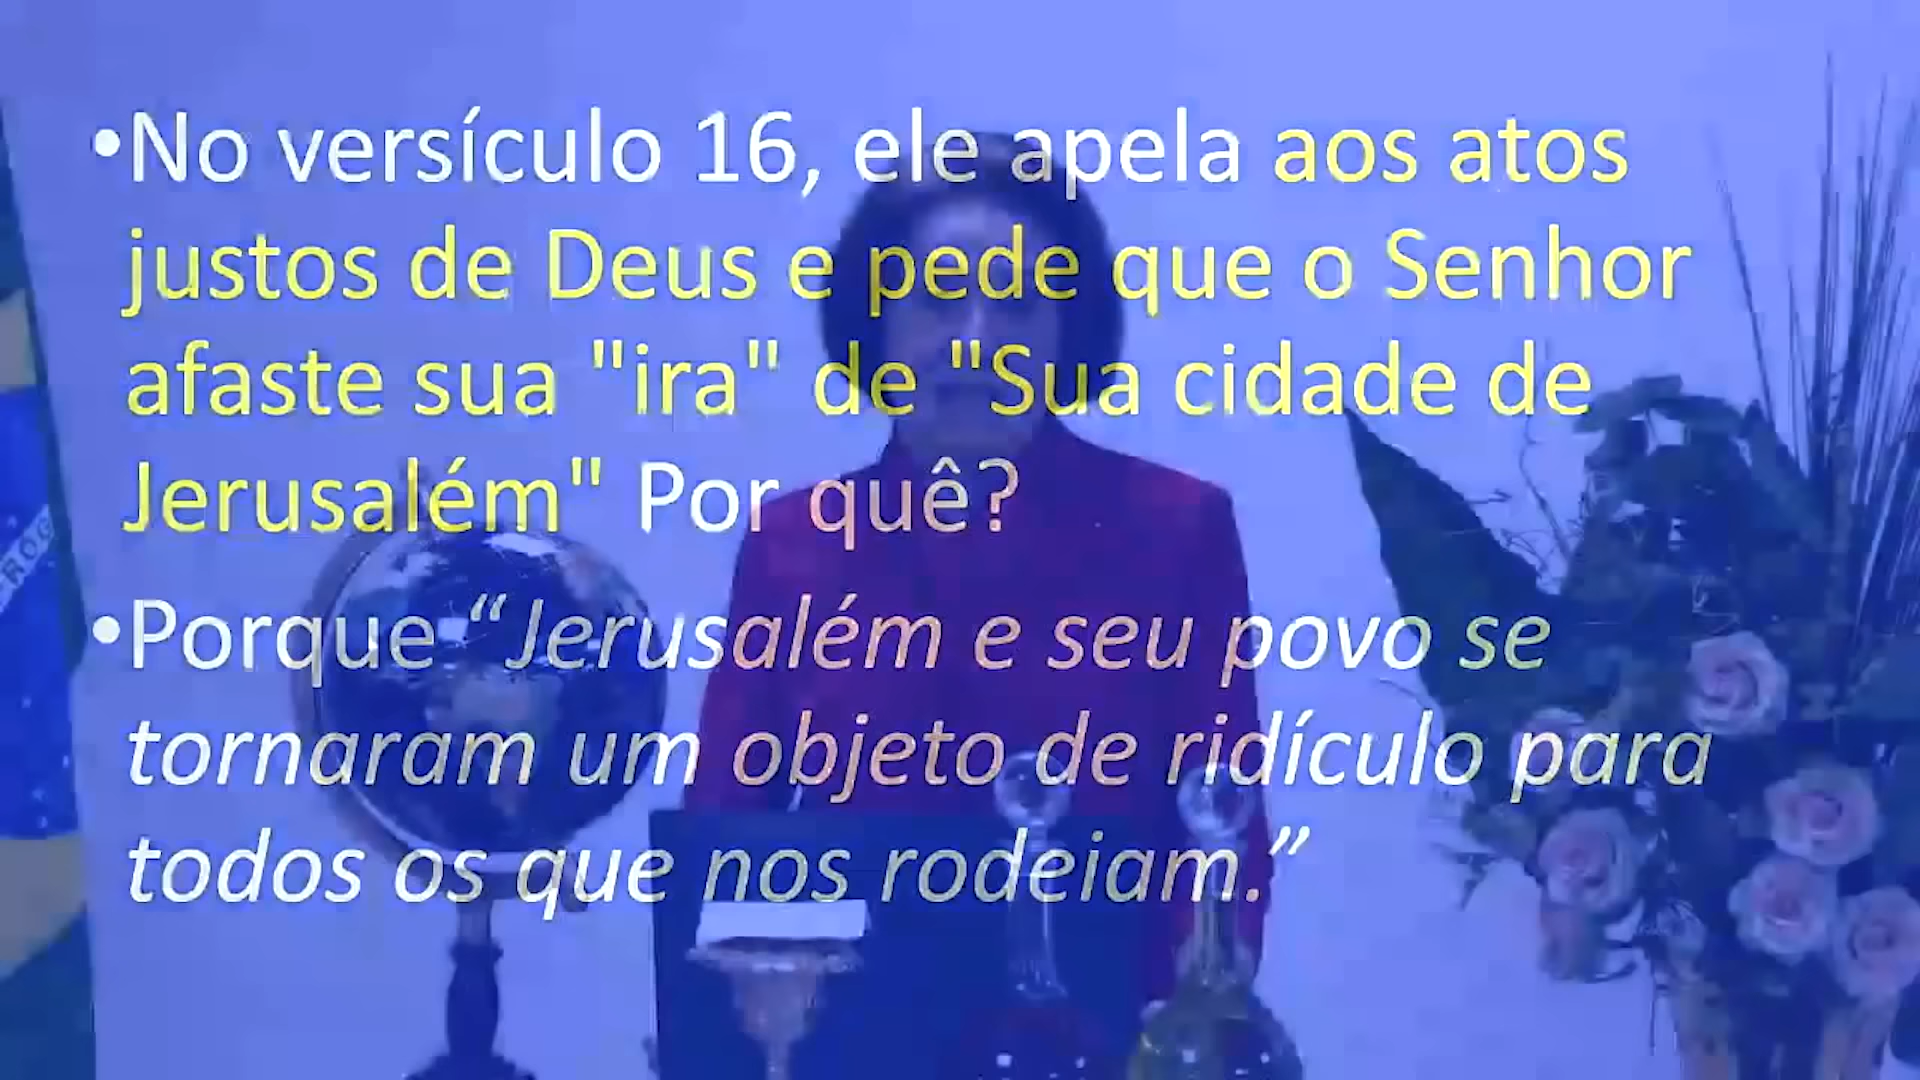 •No versículo 16, ele apela aos atos
justos de Deus e pede que o Senhor
afaste sua "ira" de "Sua cidade de
Jerusalém" Por quê?
•Porque “Jerusalém e seu povo se
tornaram um objeto de ridículo para
todos os que nos rodeiam.”